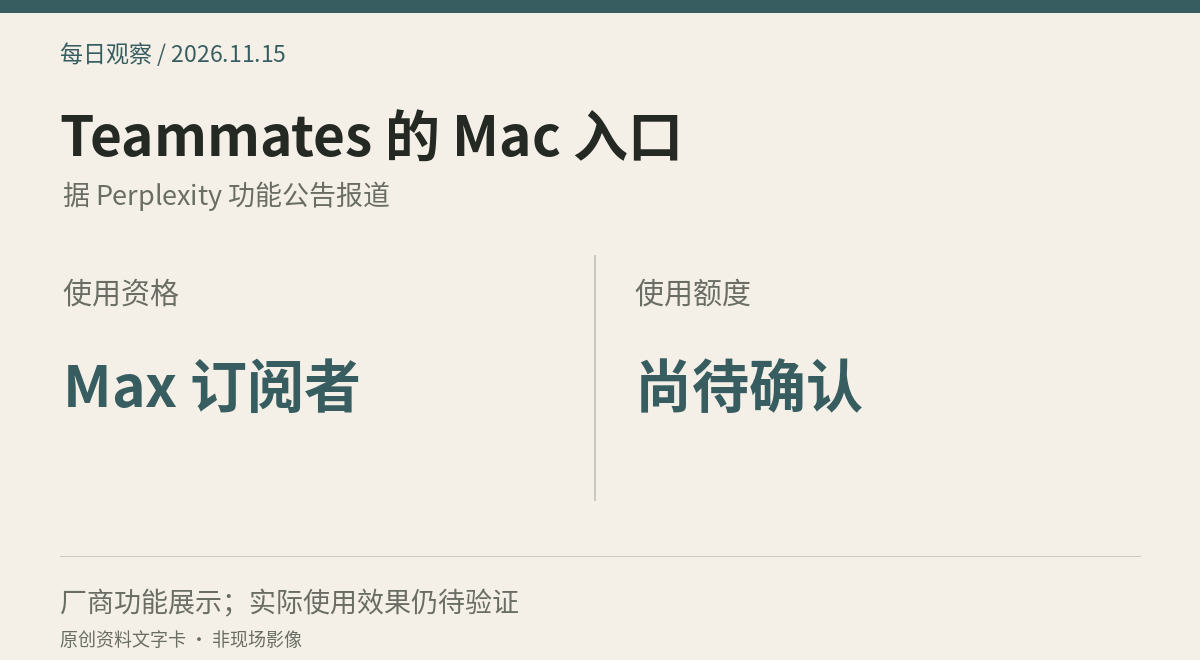 每日观察 / 2026.11.15
Teammates 的 Mac 入口
据 Perplexity 功能公告报道
使用资格
Max 订阅者
使用额度
尚待确认
厂商功能展示；实际使用效果仍待验证
原创资料文字卡 · 非现场影像